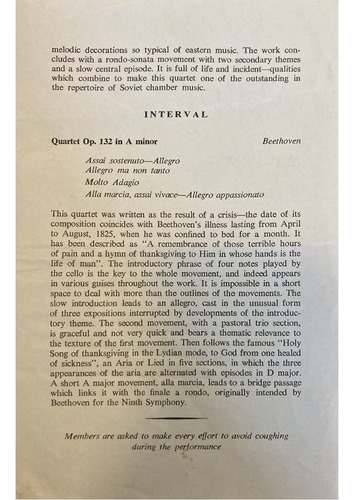 melodic decorations so typical of eastern music. The work con-
cludes with a rondo-sonata movement with two secondary themes
and a slow central episode. It is full of life and incident—qualities
which combine to make this quartet one of the outstanding in
the repertoire of Soviet chamber music.
INTERVAL
Quartet Op. 132 in A minor Beethoven
Assai sostenuto—Allegro
Allegro ma non tanto
Molto Adagio
Alla marcia, assai vivace—Allegro appassionato
This quartet was written as the result of a crisis—the date of its
composition coincides with Beethoven's illness lasting from April
to August, 1825, when he was confined to bed for a month. It
has been described as "A remembrance of those terrible hours
of pain and a hymn of thanksgiving to Him in whose hands is the
life of man". The introductory phrase of four notes played by
the cello is the key to the whole movement, and indeed appears
in various guises throughout the work. It is impossible in a short
space to deal with more than the outlines of the movements. The
slow introduction leads to an allegro, cast in the unusual form
of three expositions interrupted by developments of the introduc-
tory theme. The second movement, with a pastoral trio section,
is graceful and not very quick and bears a thematic relevance to
the texture of the first movement. Then follows the famous "Holy
Song of thanksgiving in the Lydian mode, to God from one healed
of sickness", an Aria or Lied in five sections, in which the three
appearances of the aria are alternated with episodes in D major.
A short A major movement, alla marcia, leads to a bridge passage
which links it with the finale a rondo, originally intended by
Beethoven for the Ninth Symphony.
Members are asked to make every effort to avoid coughing
during the performance